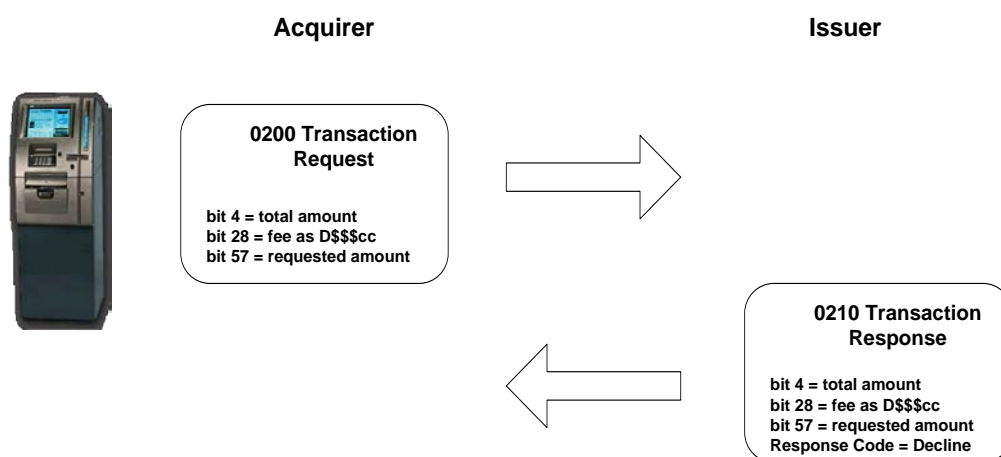 Acquirer
Issuer
0200 Transaction
Request
bit 4 = total amount
bit 28 = fee as D$$$cc
bit 57 = requested amount
0210 Transaction
Response
bit 4 = total amount
bit 28 = fee as D$$$cc
bit 57 = requested amount
Response Code = Decline